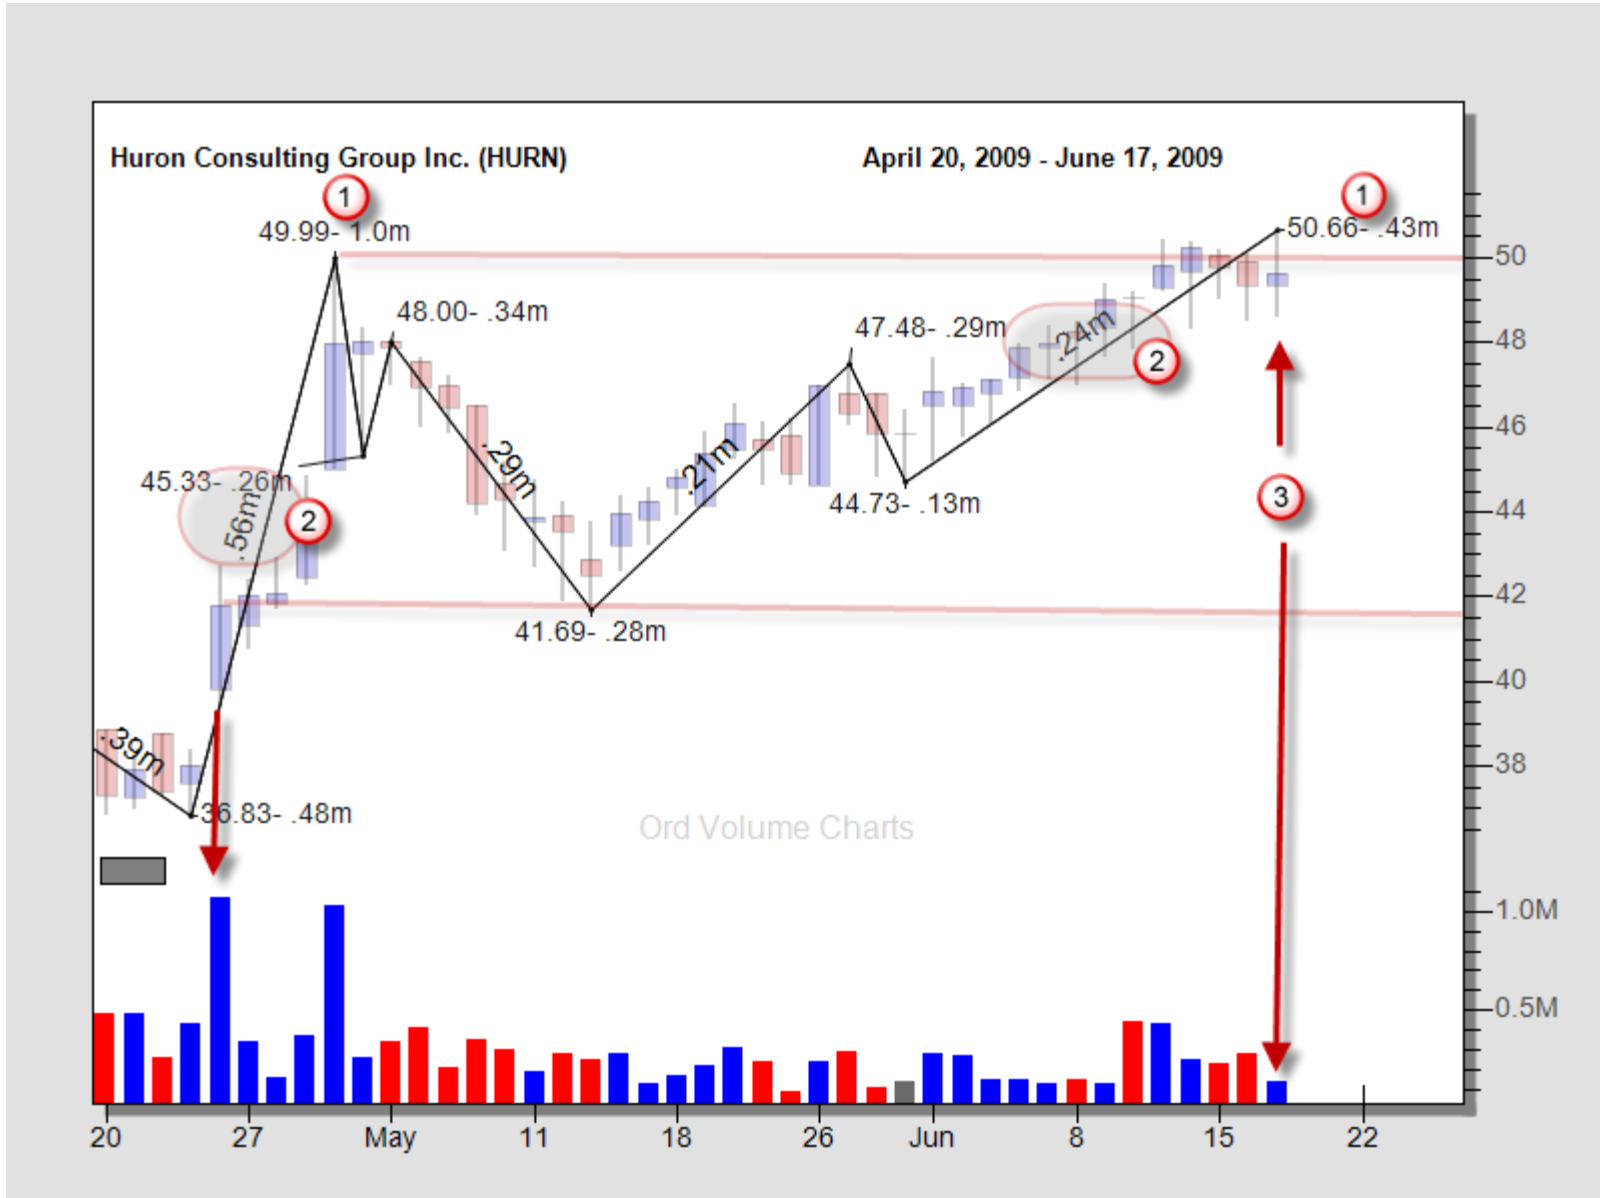 Huron Consulting Group Inc. (HURN)
April 20, 2009 - June 17, 2009
1
1
49.99- 1.0m
50.66- .43m
50
48.00- .34m
47.48- .29m
48
.24m
2
46
.29m
.21m
45.33- .26m
.56m
2
44.73- .13m
3
44
42
41.69- .28m
40
.39m
38
36.83- .48m
Ord Volume Charts
1.0M
0.5M
20 27 May 11 18 26 Jun 8 15 22